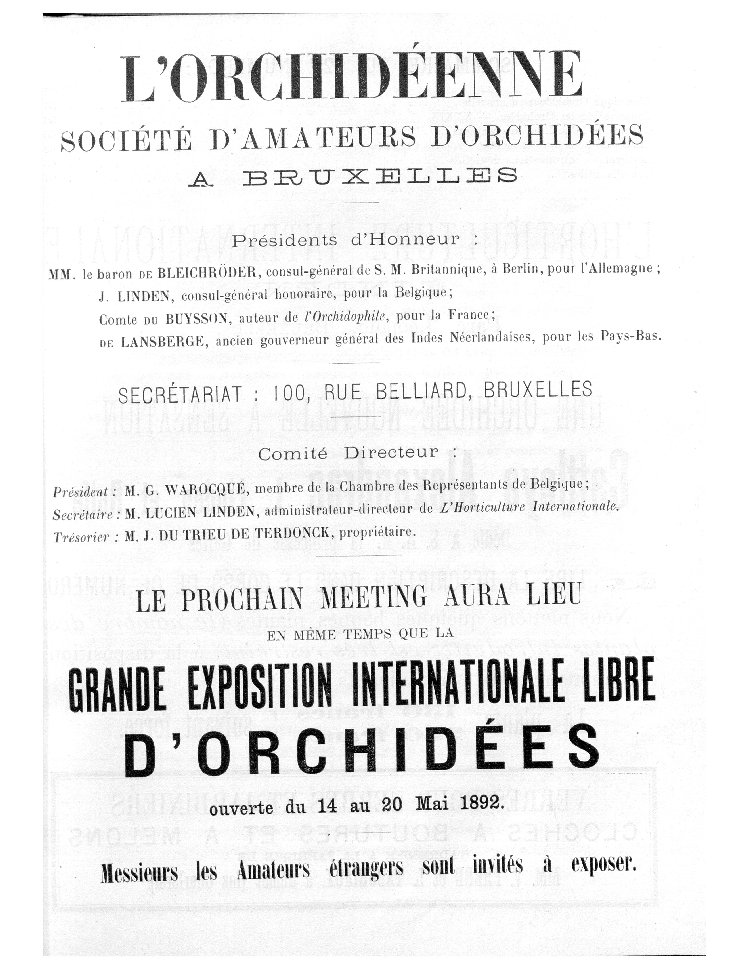 L'ORCHIDÉENNE
SOCIÉTÉ D'AMATEURS D'ORCHIDÉES
A BRUXELLES
Présidents d'Honneur :
MM. le baron DE BLEICHRÖDER, consul-général de S. M. Britannique, à Berlin, pour l'Allemagne ;
J. LINDEN, consul-général honoraire, pour la Belgique ;
Comte DU BUYSSON, auteur de l'Orchidophile, pour la France ;
DE LANSBERGE, ancien gouverneur général des Indes Néerlandaises, pour les Pays-Bas.
SECRÉTARIAT : 100, RUE BELLIARD, BRUXELLES
Comité Directeur :
Président : M. G. WAROCQUÉ, membre de la Chambre des Représentants de Belgique ;
Secrétaire : M. LUCIEN LINDEN, administrateur-directeur de L'Horticulture Internationale.
Trésorier : M. J. DU TRIEU DE TERDONCK, propriétaire.
LE PROCHAIN MEETING AURA LIEU
EN MÊME TEMPS QUE LA
GRANDE EXPOSITION INTERNATIONALE LIBRE
D'ORCHIDÉES
ouverte du 14 au 20 Mai 1892.
Messieurs les Amateurs étrangers sont invités à exposer.